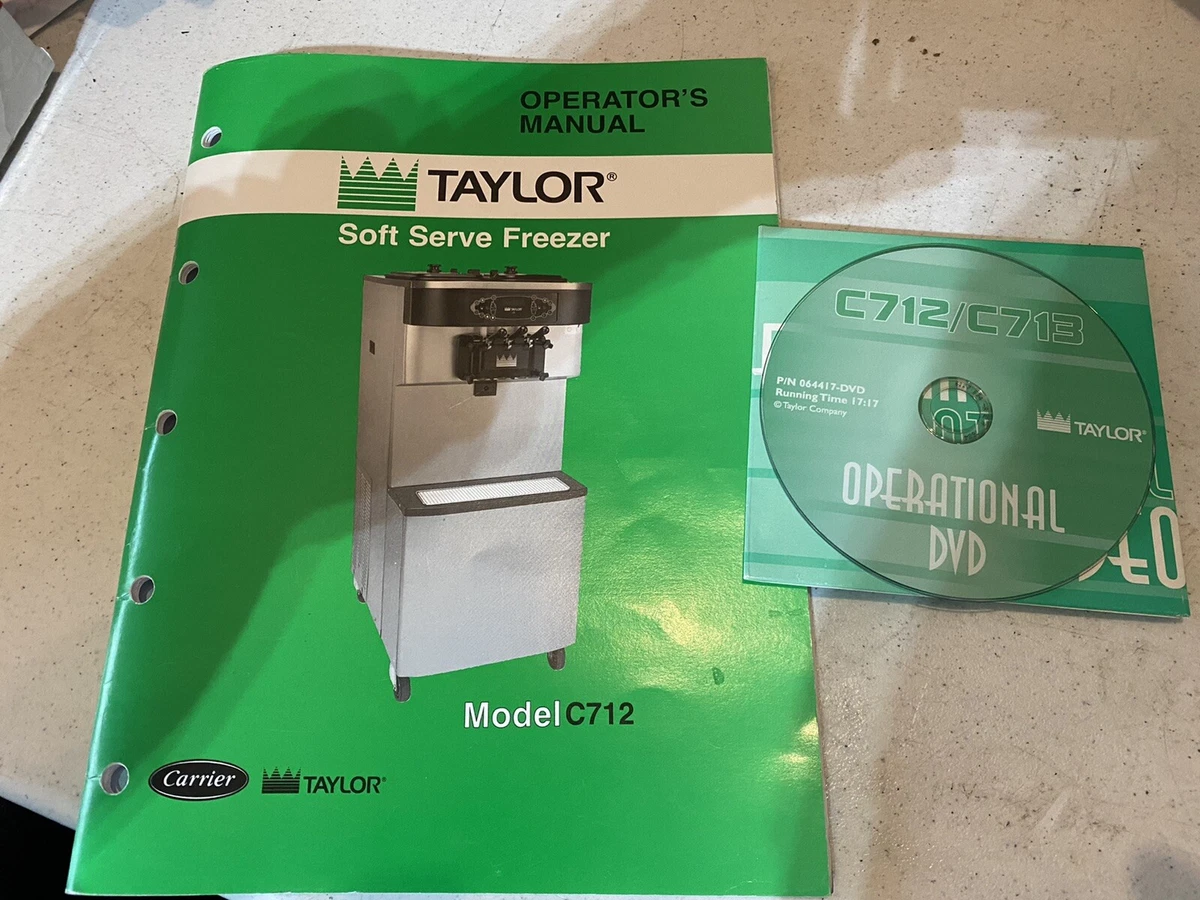 OPERATOR'S
MANUAL
TAYLOR®
Soft Serve Freezer
Model C712
Carrier
TAYLOR®
C712/C713
P/N 064417-DVD
Running Time 17:17
© Taylor Company
TAYLOR®
OPERATIONAL
DVD